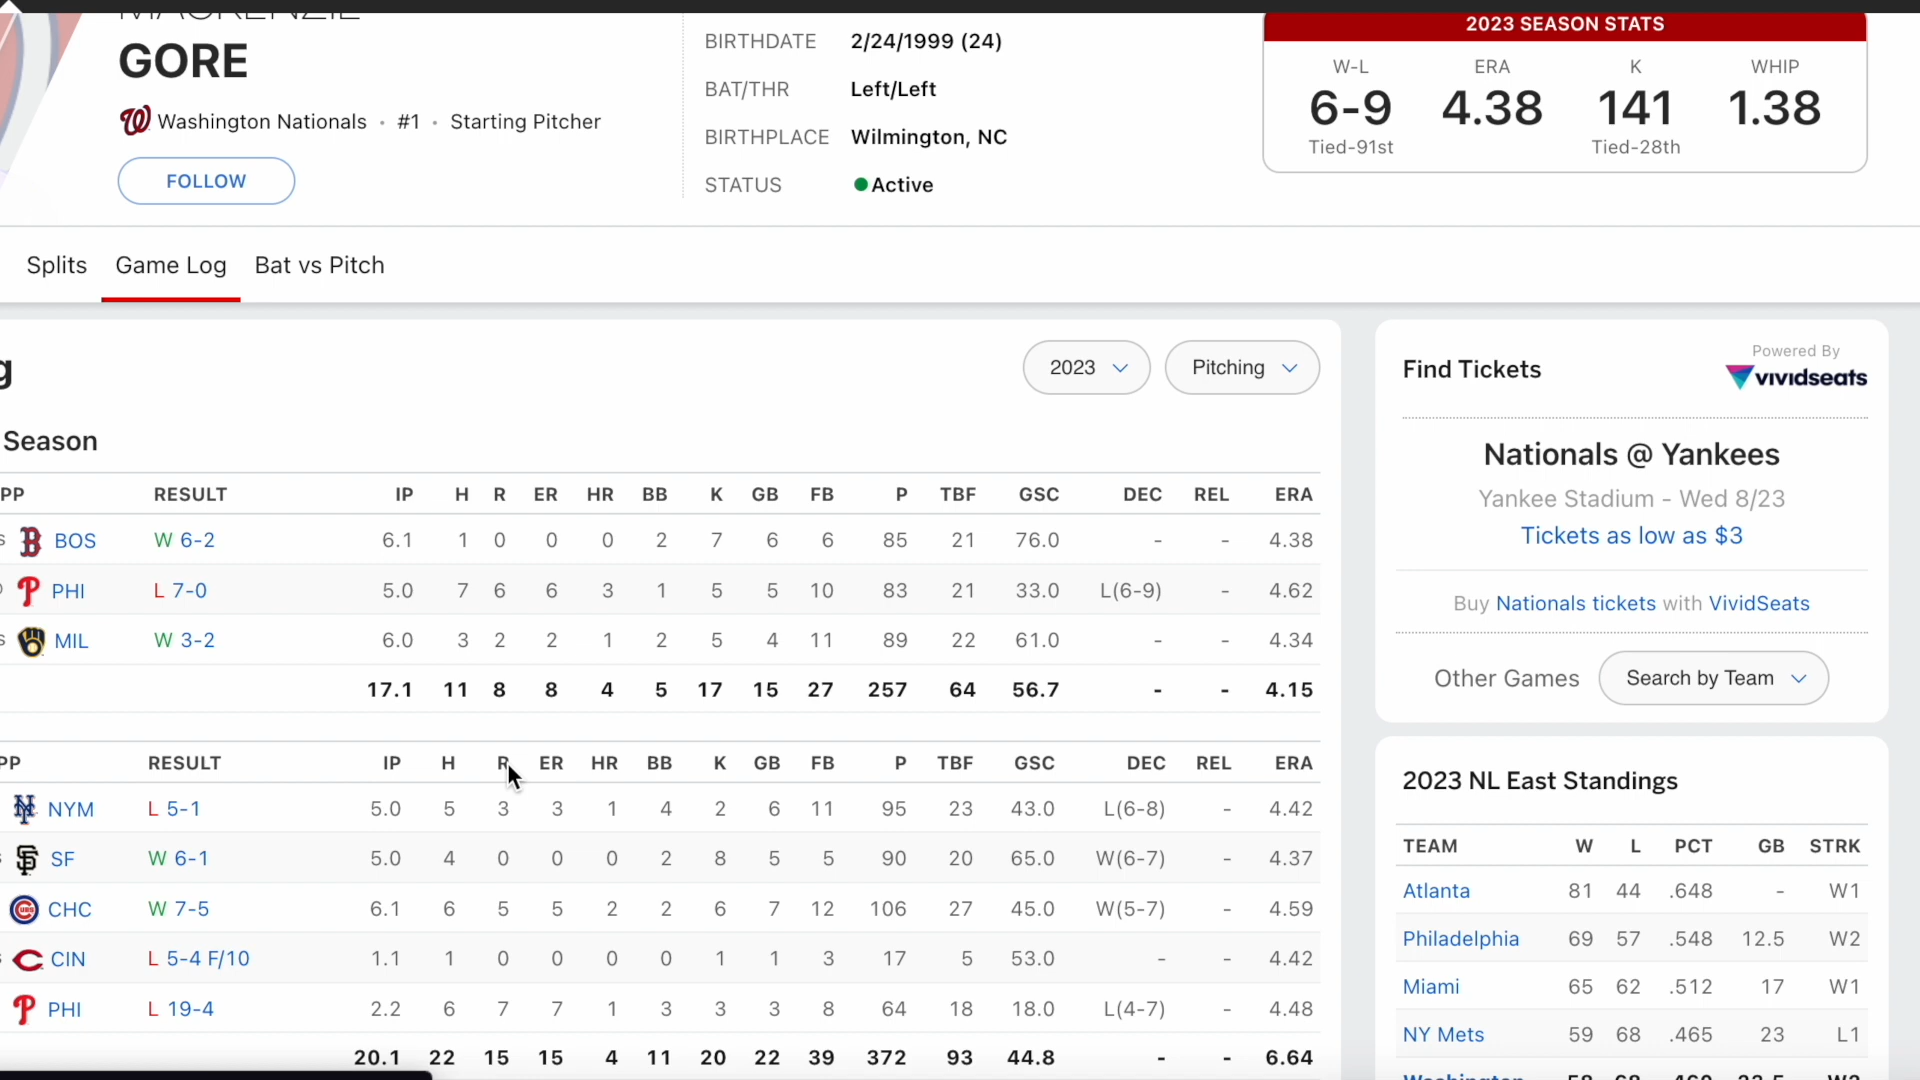 GORE
Washington Nationals · #1 · Starting Pitcher
FOLLOW
BIRTHDATE 2/24/1999 (24)
BAT/THR Left/Left
BIRTHPLACE Wilmington, NC
STATUS Active
2023 SEASON STATS
W-L ERA K WHIP
6-9 4.38 141 1.38
Tied-91st Tied-28th
Splits Game Log Bat vs Pitch
g
2023 Pitching
Season
PP RESULT IP H R ER HR BB K GB FB P TBF GSC DEC REL ERA
BOS W 6-2 6.1 1 0 0 0 2 7 6 6 85 21 76.0 - - 4.38
PHI L 7-0 5.0 7 6 6 3 1 5 5 10 83 21 33.0 L(6-9) - 4.62
MIL W 3-2 6.0 3 2 2 1 2 5 4 11 89 22 61.0 - - 4.34
17.1 11 8 8 4 5 17 15 27 257 64 56.7 - - 4.15
PP RESULT IP H R ER HR BB K GB FB P TBF GSC DEC REL ERA
NYM L 5-1 5.0 5 3 3 1 4 2 6 11 95 23 43.0 L(6-8) - 4.42
SF W 6-1 5.0 4 0 0 0 2 8 5 5 90 20 65.0 W(6-7) - 4.37
CHC W 7-5 6.1 6 5 5 2 2 6 7 12 106 27 45.0 W(5-7) - 4.59
CIN L 5-4 F/10 1.1 1 0 0 0 0 1 1 3 17 5 53.0 - - 4.42
PHI L 19-4 2.2 6 7 7 1 3 3 3 8 64 18 18.0 L(4-7) - 4.48
20.1 22 15 15 4 11 20 22 39 372 93 44.8 - - 6.64
Find Tickets
Powered By
vividseats
Nationals @ Yankees
Yankee Stadium - Wed 8/23
Tickets as low as $3
Buy Nationals tickets with VividSeats
Other Games Search by Team
2023 NL East Standings
TEAM W L PCT GB STRK
Atlanta 81 44 .648 - W1
Philadelphia 69 57 .548 12.5 W2
Miami 65 62 .512 17 W1
NY Mets 59 68 .465 23 L1
Washington